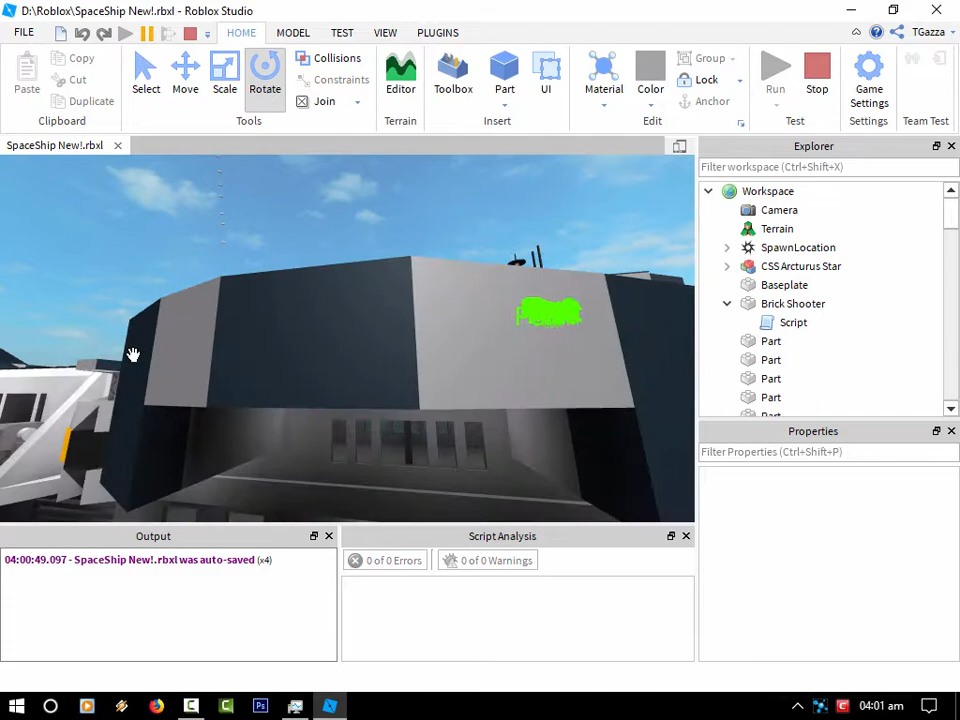 D:\Roblox\SpaceShip New!.rbxl - Roblox Studio
FILE HOME MODEL TEST VIEW PLUGINS TGazza
Copy
Cut
Duplicate
Paste
Clipboard
Select Move Scale Rotate
Collisions
Constraints
Join
Tools
Editor
Terrain
Toolbox Part UI
Insert
Material Color
Group
Lock
Anchor
Edit
Run Stop
Test
Game Settings
Settings
Team Test
SpaceShip New!.rbxl
Explorer
Filter workspace (Ctrl+Shift+X)
Workspace
Camera
Terrain
SpawnLocation
CSS Arcturus Star
Baseplate
Brick Shooter
Script
Part
Part
Part
Part
Part
Properties
Filter Properties (Ctrl+Shift+P)
Output
04:00:49.097 - SpaceShip New!.rbxl was auto-saved (x4)
Script Analysis
0 of 0 Errors
0 of 0 Warnings
Ps
04:01 am